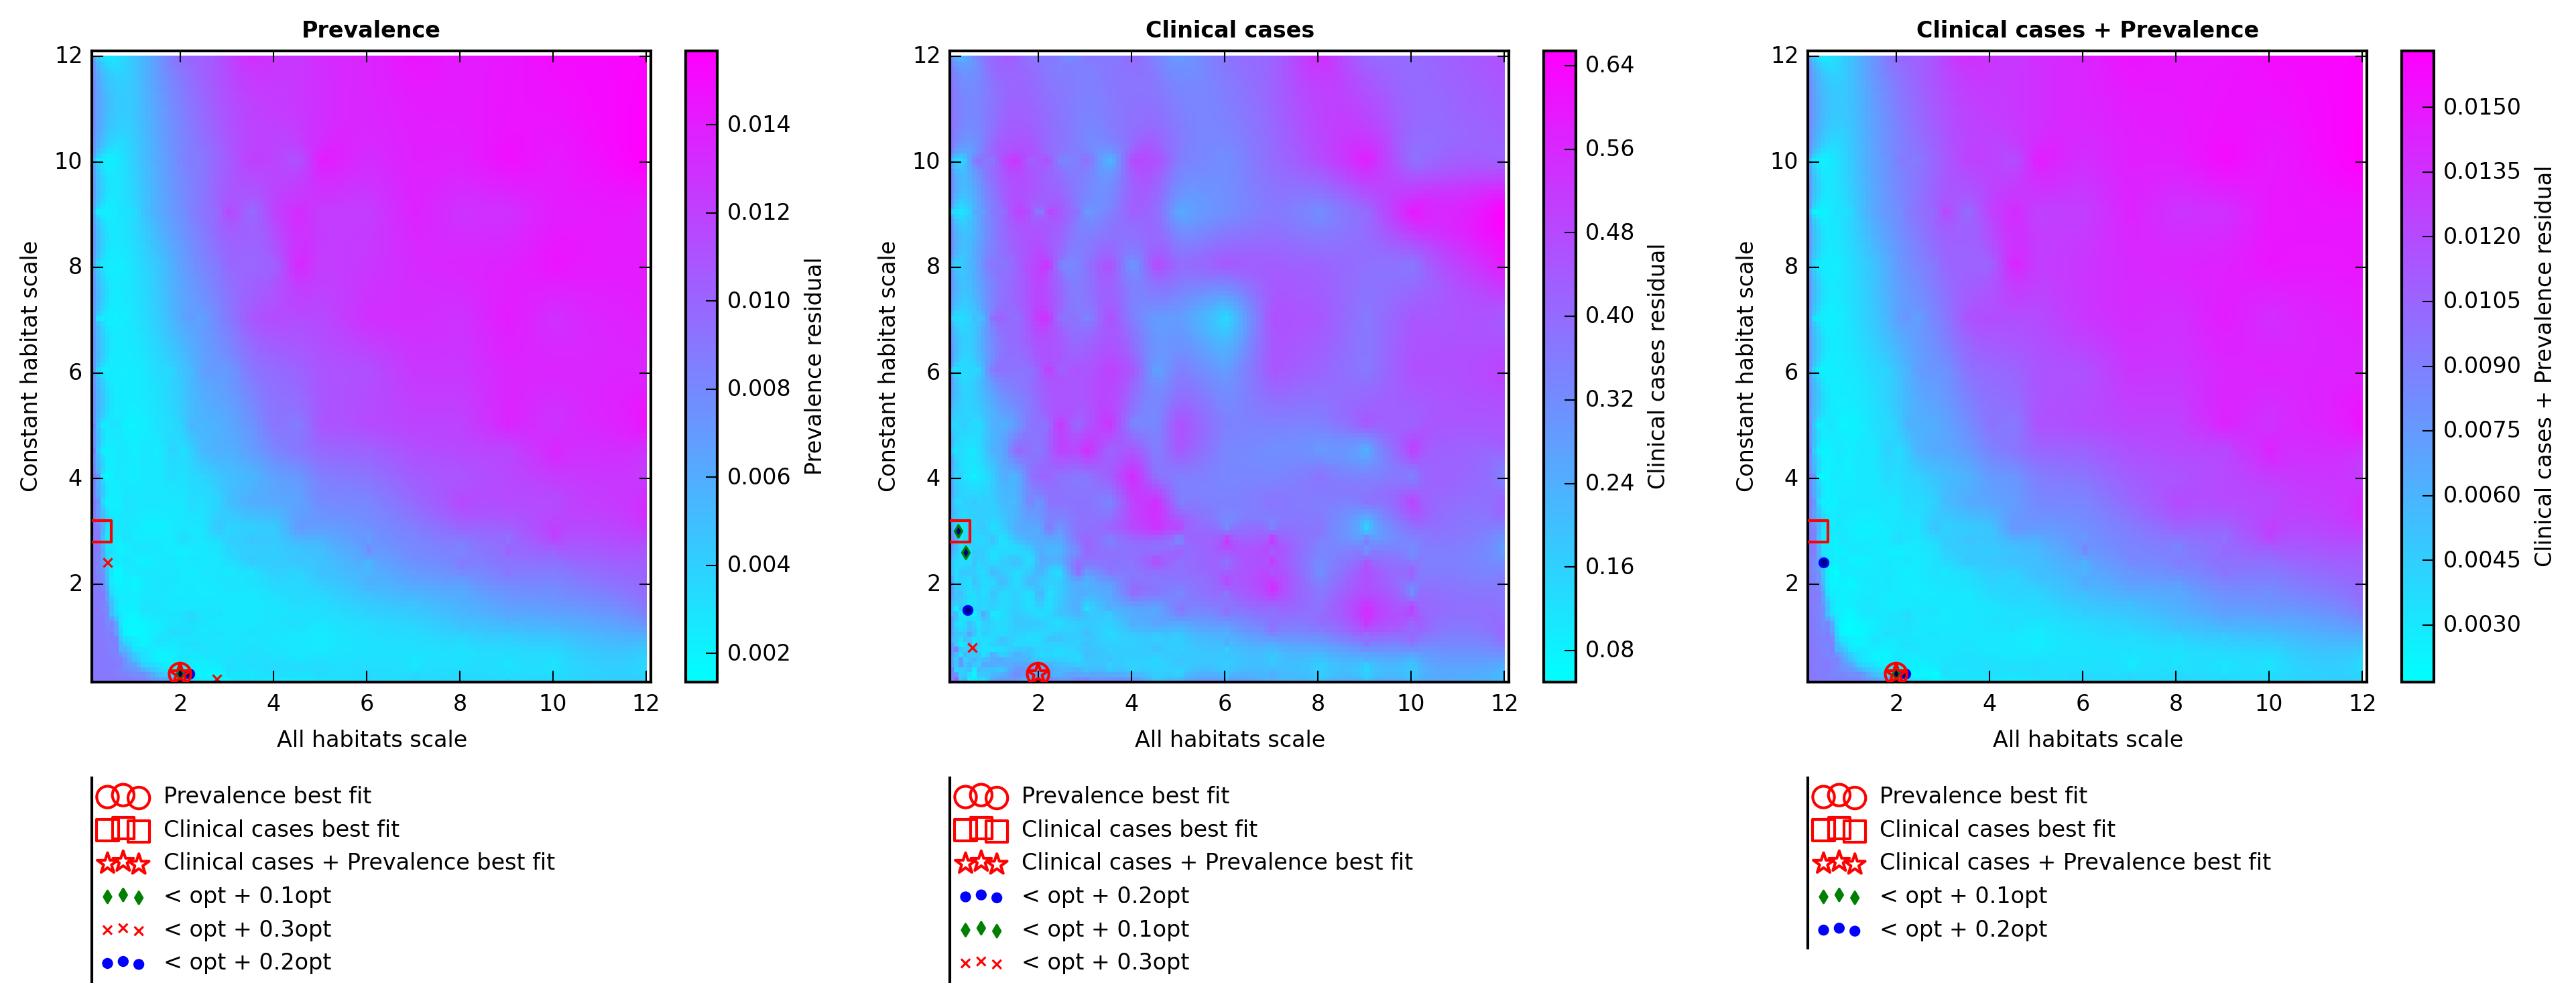 Prevalence
12
10
8
6
4
2
2 4 6 8 10 12
Constant habitat scale
All habitats scale
0.014
0.012
0.010
0.008
0.006
0.004
0.002
Prevalence residual
Prevalence best fit
Clinical cases best fit
Clinical cases + Prevalence best fit
< opt + 0.1opt
< opt + 0.3opt
< opt + 0.2opt
Clinical cases
12
10
8
6
4
2
2 4 6 8 10 12
Constant habitat scale
All habitats scale
0.64
0.56
0.48
0.40
0.32
0.24
0.16
0.08
Clinical cases residual
Prevalence best fit
Clinical cases best fit
Clinical cases + Prevalence best fit
< opt + 0.2opt
< opt + 0.1opt
< opt + 0.3opt
Clinical cases + Prevalence
12
10
8
6
4
2
2 4 6 8 10 12
Constant habitat scale
All habitats scale
0.0150
0.0135
0.0120
0.0105
0.0090
0.0075
0.0060
0.0045
0.0030
Clinical cases + Prevalence residual
Prevalence best fit
Clinical cases best fit
Clinical cases + Prevalence best fit
< opt + 0.1opt
< opt + 0.2opt